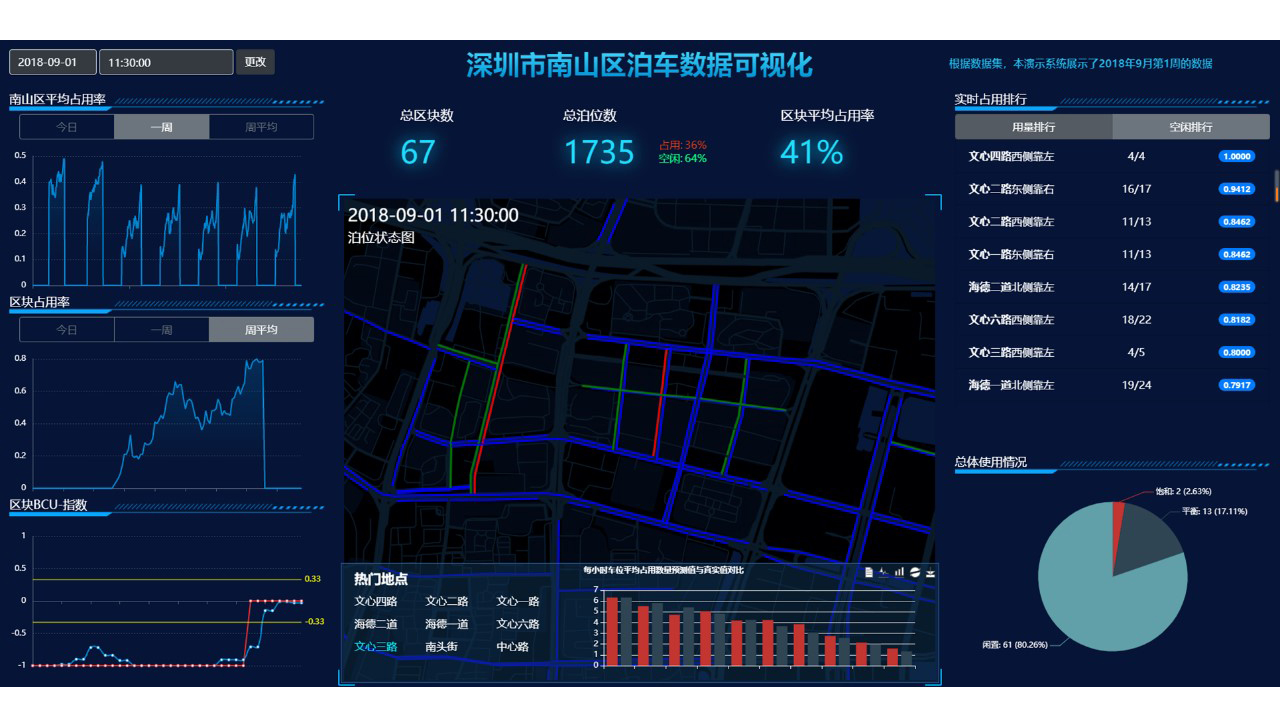 2018-09-01
11:30:00
更改
深圳市南山区泊车数据可视化
根据数据集，本演示系统展示了2018年9月第1周的数据
南山区平均占用率
今日 一周 周平均
0.5
0.4
0.3
0.2
0.1
0
区块占用率
今日 一周 周平均
0.8
0.6
0.4
0.2
0
区块BCU-指数
1
0.5
0
-0.5
-1
0.33
-0.33
总区块数
67
总泊位数
1735
占用: 36%
空闲: 64%
区块平均占用率
41%
2018-09-01 11:30:00
泊位状态图
热门地点
文心四路 文心二路 文心一路
海德二道 海德一道 文心六路
文心三路 南头街 中心路
每小时车位平均占用数量预测值与真实值对比
7
6
5
4
3
2
1
0
实时占用排行
用量排行 空闲排行
文心四路西侧靠左 4/4 1.0000
文心二路东侧靠右 16/17 0.9412
文心二路西侧靠左 11/13 0.8462
文心一路东侧靠右 11/13 0.8462
海德二道北侧靠左 14/17 0.8235
文心六路西侧靠左 18/22 0.8182
文心三路西侧靠左 4/5 0.8000
海德一道北侧靠左 19/24 0.7917
总体使用情况
饱和: 2 (2.63%)
平衡: 13 (17.11%)
闲置: 61 (80.26%)